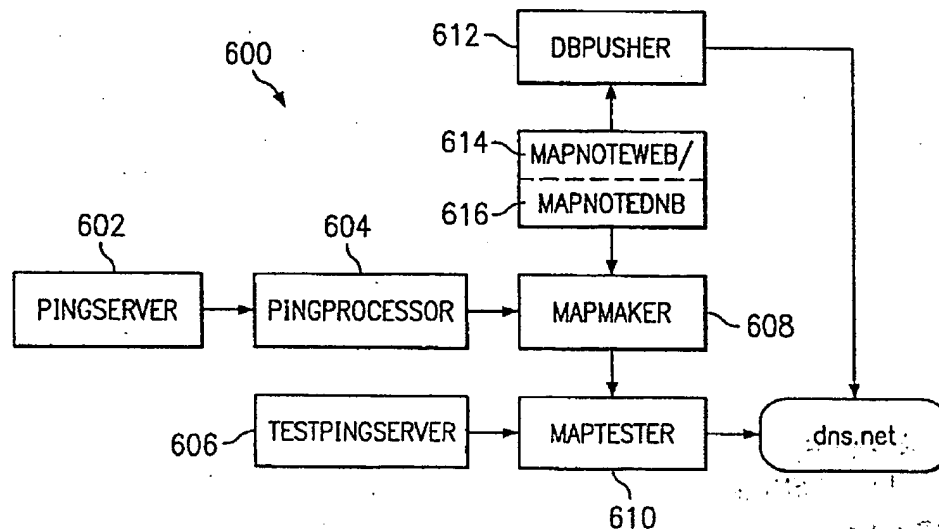 612
DBPUSHER
600
614
MAPNOTEWEB/
616
MAPNOTEDNB
602
604
PINGSERVER
PINGPROCESSOR
MAPMAKER
608
606
TESTPINGSERVER
MAPTESTER
dns.net
610